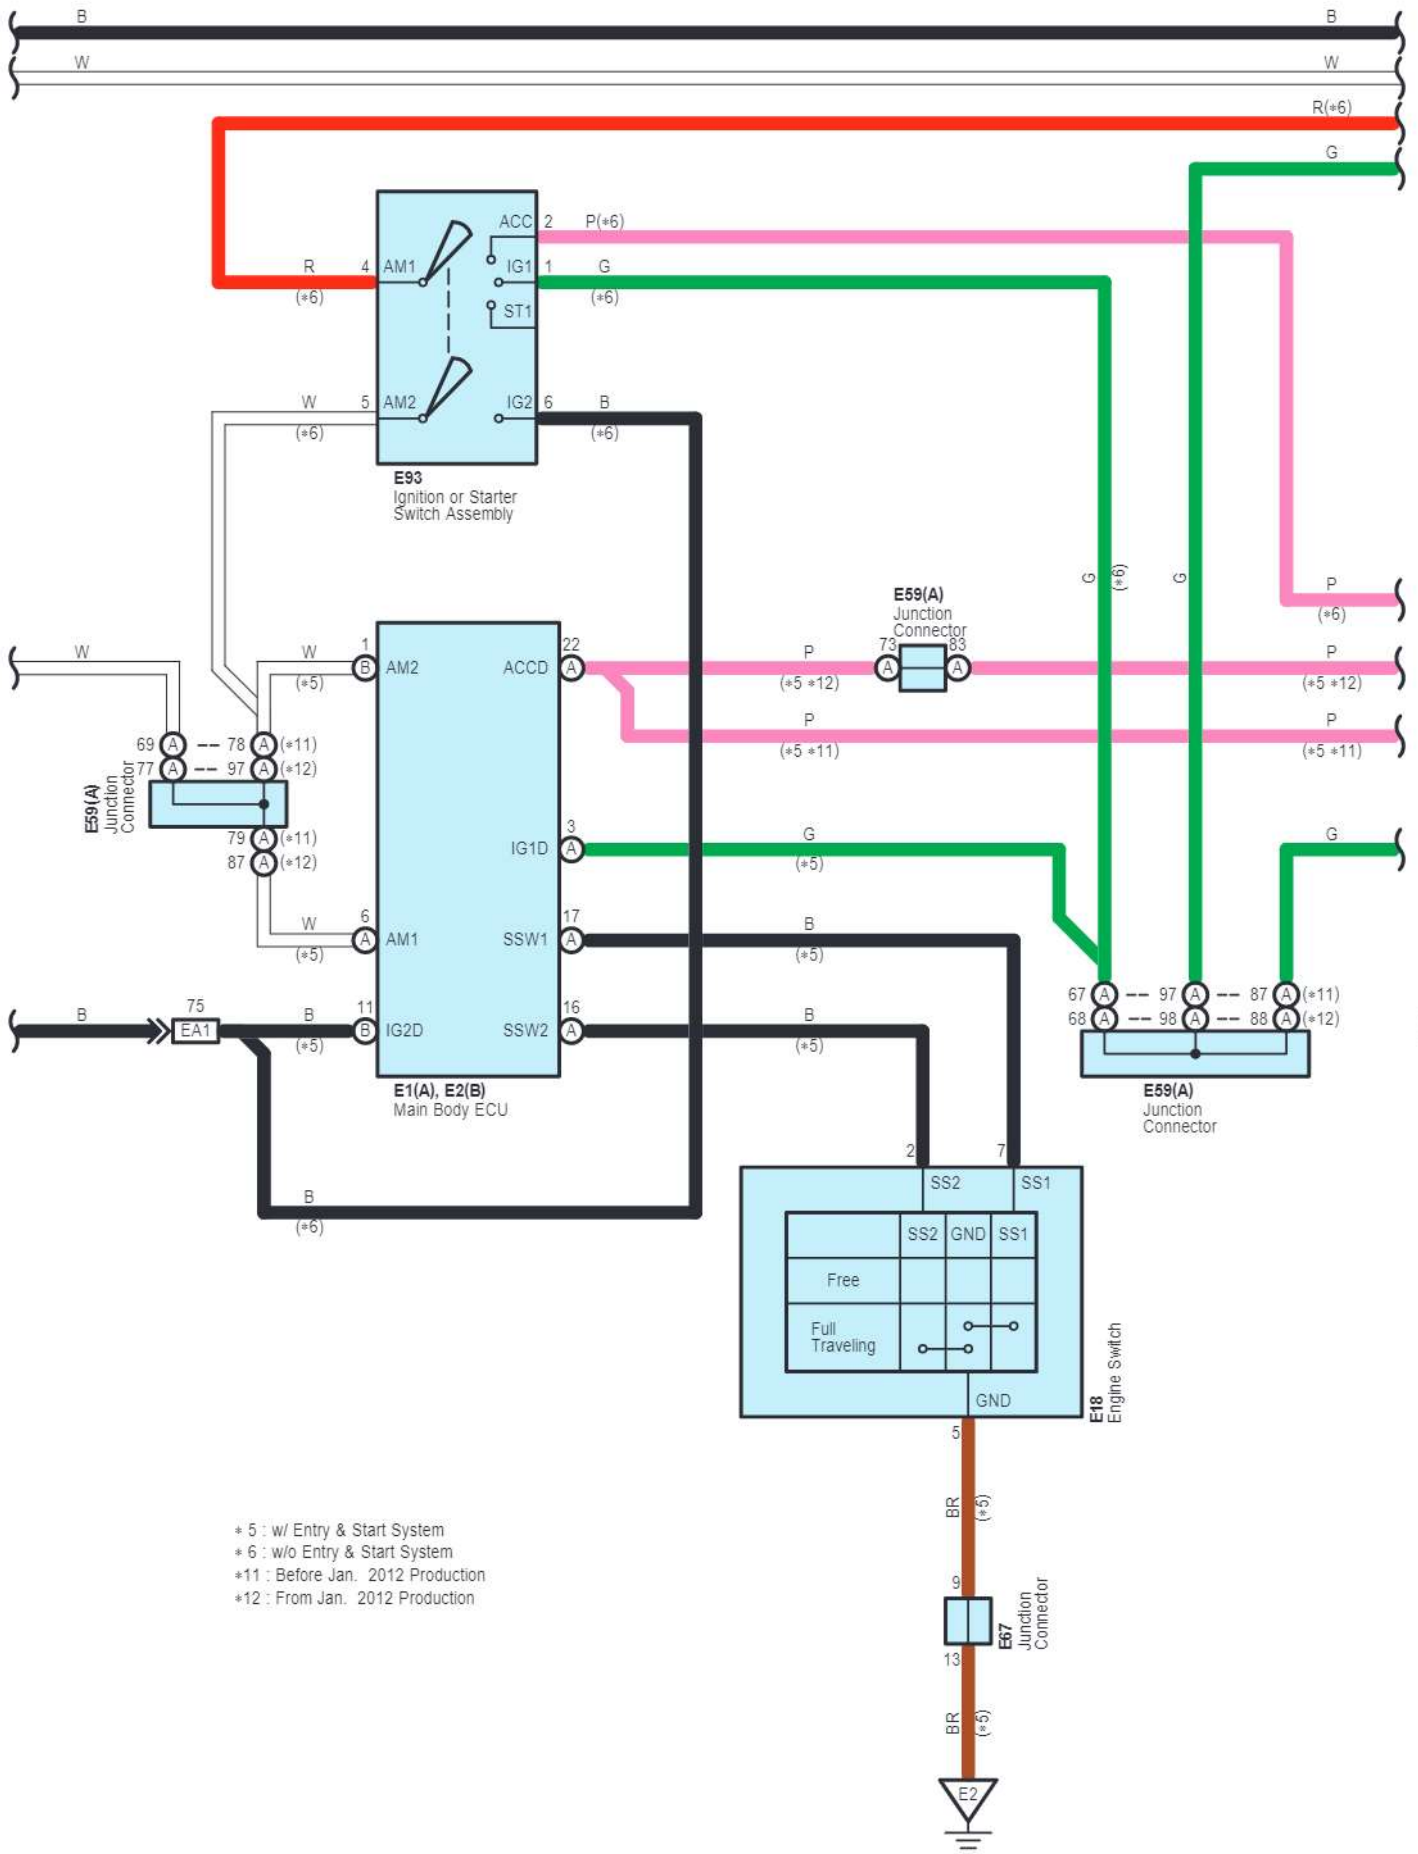 B B
W W
R(*6)
G
ACC 2 P(*6)
R 4 AM1 IG1 1 G
(*6) (*6)
ST1
W 5 AM2 IG2 6 B
(*6) (*6)
E93
Ignition or Starter
Switch Assembly
G (*6) G
E59(A)
Junction
Connector
P
(*6)
W
W 1 B AM2 ACCD 22 A P 73 A 83 A P
(*5) (*5 *12) (*5 *12)
P P
(*5 *11) (*5 *11)
69 A -- 78 A (*11)
77 A -- 97 A (*12)
E59(A)
Junction
Connector
79 A (*11)
87 A (*12)
IG1D 3 A G G
(*5)
W 6 A AM1 SSW1 17 A B
(*5) (*5)
67 A -- 97 A -- 87 A (*11)
68 A -- 98 A -- 88 A (*12)
B 75 EA1 B 11 B IG2D SSW2 16 A B
(*5) (*5)
E1(A), E2(B)
Main Body ECU
E59(A)
Junction
Connector
2 7
SS2 SS1
B
(*6)
SS2 GND SS1
Free
Full
Traveling
GND
E18
Engine Switch
5
BR (*5)
* 5 : w/ Entry & Start System
* 6 : w/o Entry & Start System
*11 : Before Jan. 2012 Production
*12 : From Jan. 2012 Production
9
E67
Junction
Connector
13
BR (*5)
E2